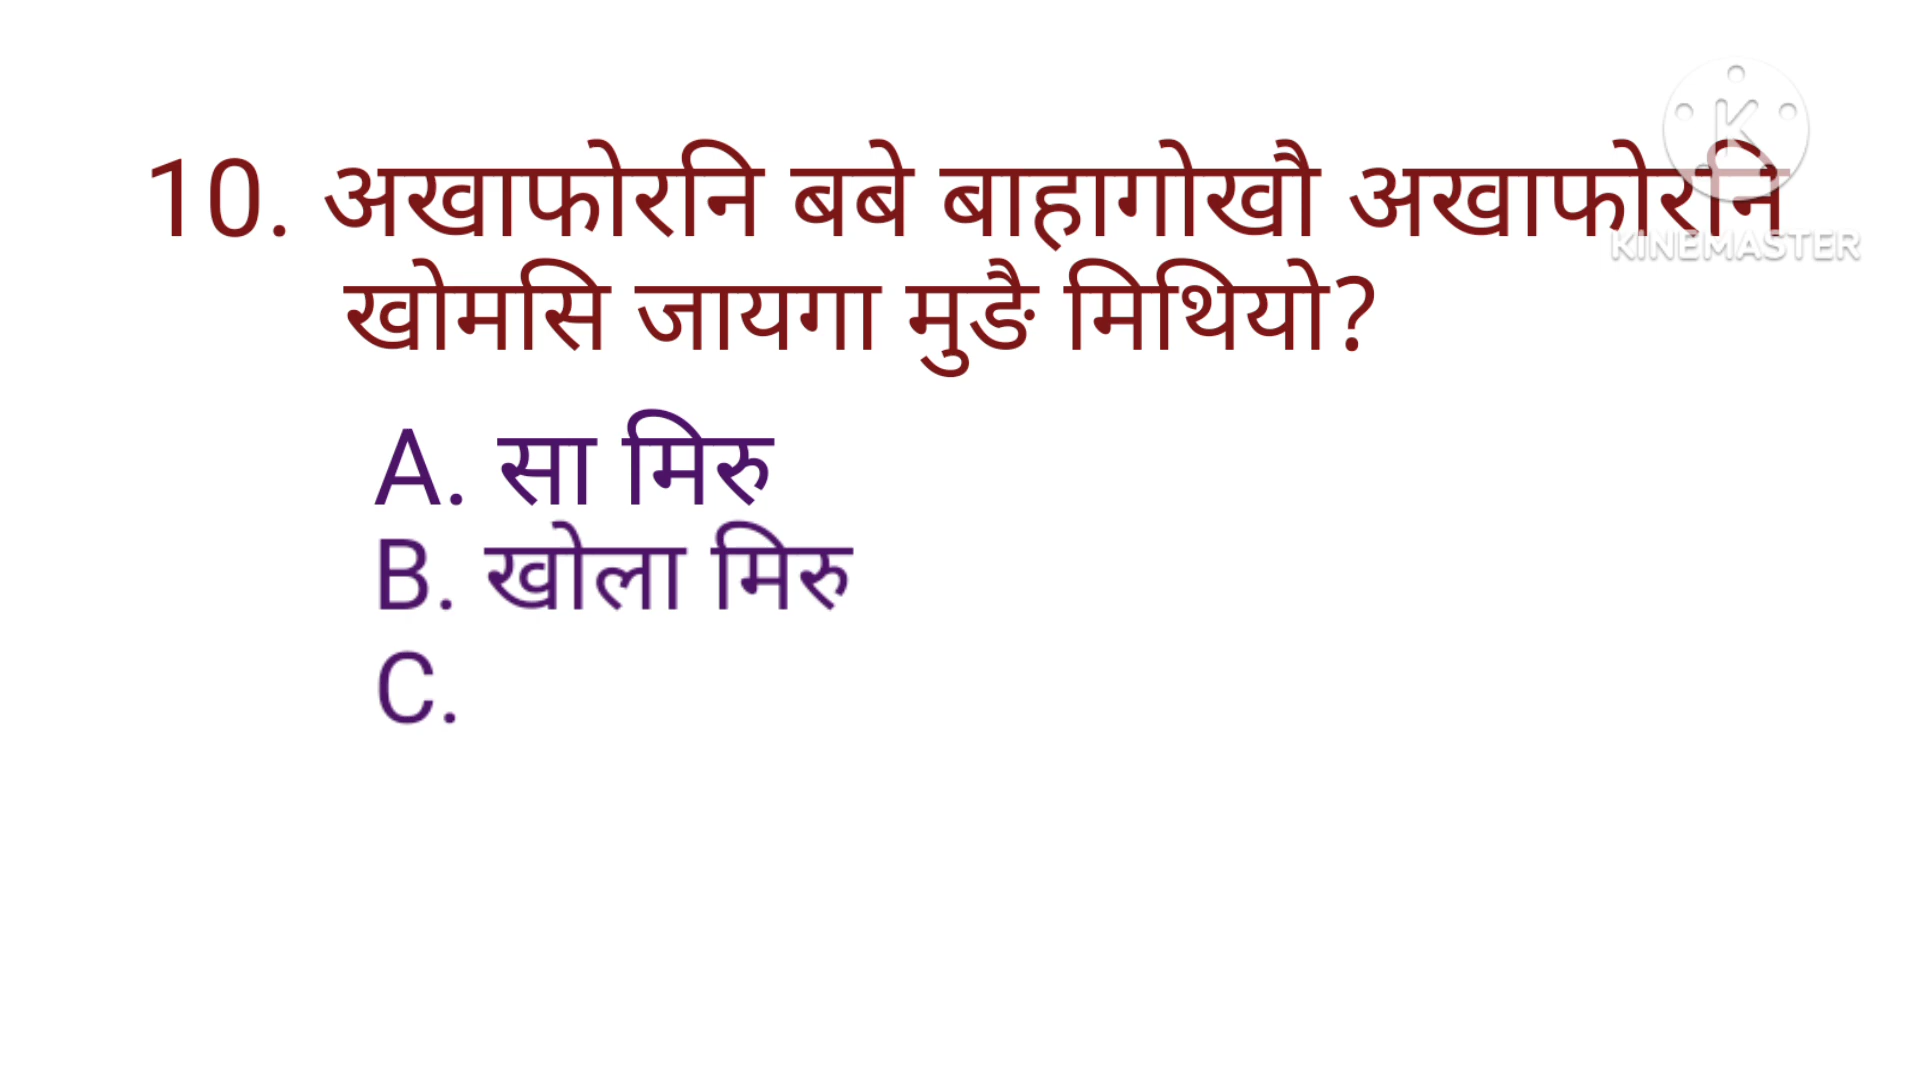 10. अखाफोरनि बबे बाहागोखौ अखाफोरनि
खोमसि जायगा मुङै मिथियो?
A. सा मिरु
B. खोला मिरु
C.
K
KINEMASTER